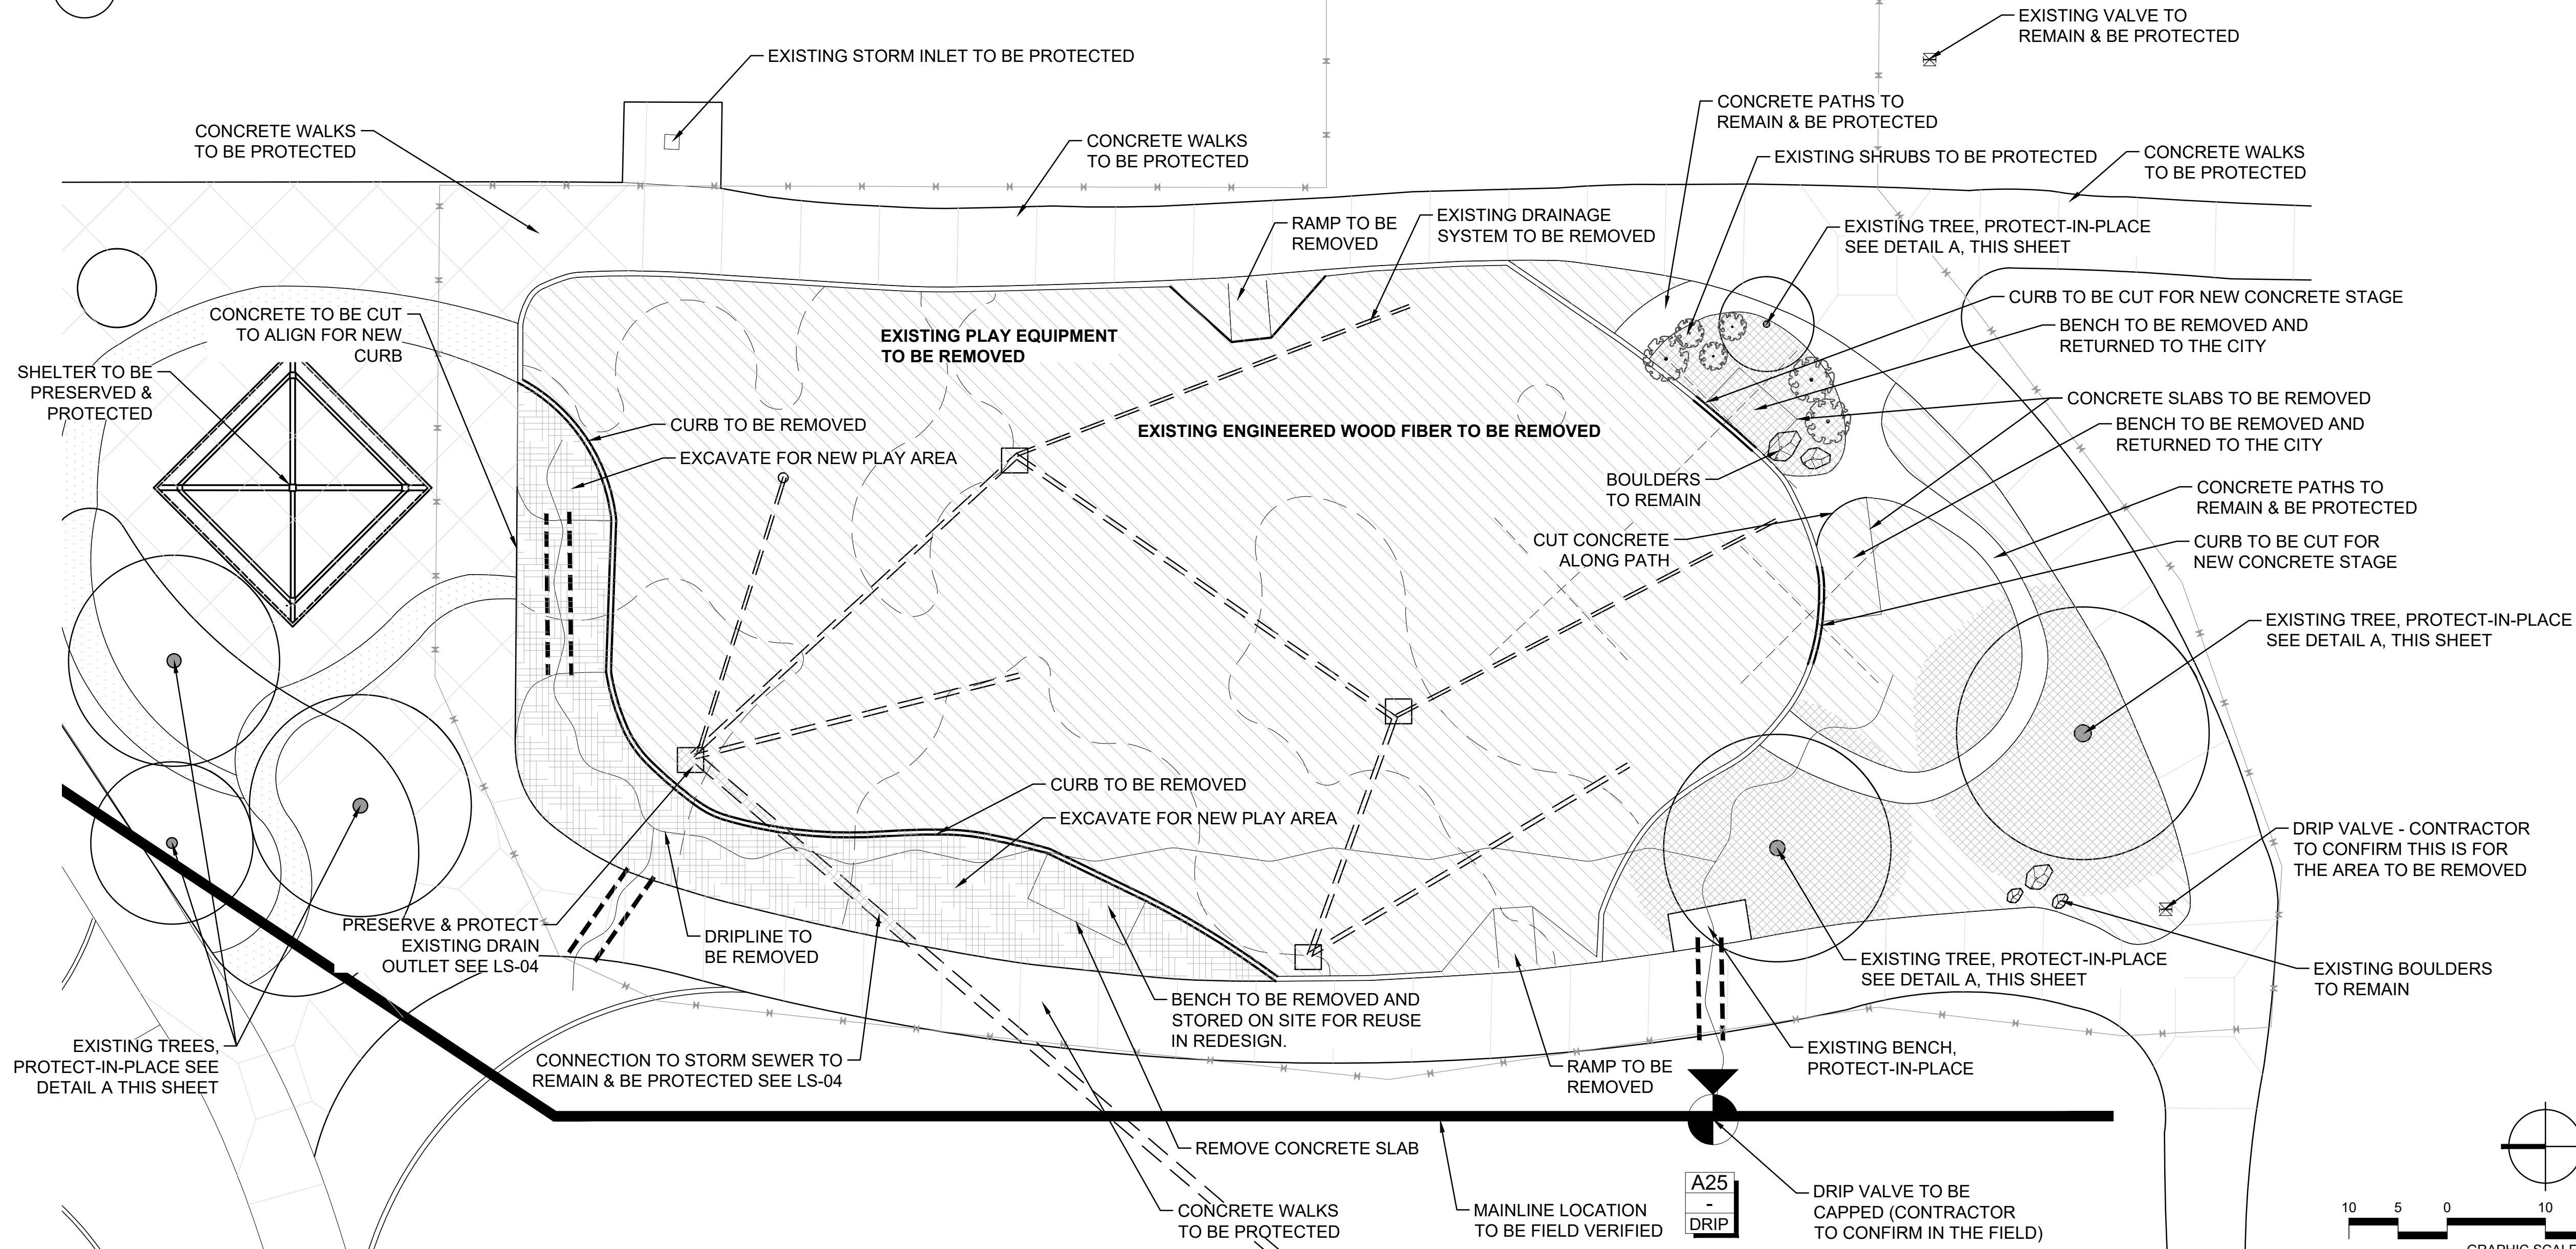 EXISTING VALVE TO
REMAIN & BE PROTECTED
EXISTING STORM INLET TO BE PROTECTED
CONCRETE PATHS TO
REMAIN & BE PROTECTED
CONCRETE WALKS
TO BE PROTECTED
CONCRETE WALKS
TO BE PROTECTED
EXISTING SHRUBS TO BE PROTECTED
CONCRETE WALKS
TO BE PROTECTED
RAMP TO BE
REMOVED
EXISTING DRAINAGE
SYSTEM TO BE REMOVED
EXISTING TREE, PROTECT-IN-PLACE
SEE DETAIL A, THIS SHEET
CONCRETE TO BE CUT
TO ALIGN FOR NEW
CURB
EXISTING PLAY EQUIPMENT
TO BE REMOVED
CURB TO BE CUT FOR NEW CONCRETE STAGE
BENCH TO BE REMOVED AND
RETURNED TO THE CITY
SHELTER TO BE
PRESERVED &
PROTECTED
CONCRETE SLABS TO BE REMOVED
CURB TO BE REMOVED
EXISTING ENGINEERED WOOD FIBER TO BE REMOVED
BENCH TO BE REMOVED AND
RETURNED TO THE CITY
EXCAVATE FOR NEW PLAY AREA
BOULDERS
TO REMAIN
CONCRETE PATHS TO
REMAIN & BE PROTECTED
CUT CONCRETE
ALONG PATH
CURB TO BE CUT FOR
NEW CONCRETE STAGE
EXISTING TREE, PROTECT-IN-PLACE
SEE DETAIL A, THIS SHEET
CURB TO BE REMOVED
EXCAVATE FOR NEW PLAY AREA
DRIP VALVE - CONTRACTOR
TO CONFIRM THIS IS FOR
THE AREA TO BE REMOVED
PRESERVE & PROTECT
EXISTING DRAIN
OUTLET SEE LS-04
DRIPLINE TO
BE REMOVED
EXISTING TREE, PROTECT-IN-PLACE
SEE DETAIL A, THIS SHEET
EXISTING BOULDERS
TO REMAIN
BENCH TO BE REMOVED AND
STORED ON SITE FOR REUSE
IN REDESIGN.
EXISTING TREES,
PROTECT-IN-PLACE SEE
DETAIL A THIS SHEET
CONNECTION TO STORM SEWER TO
REMAIN & BE PROTECTED SEE LS-04
RAMP TO BE
REMOVED
EXISTING BENCH,
PROTECT-IN-PLACE
REMOVE CONCRETE SLAB
CONCRETE WALKS
TO BE PROTECTED
MAINLINE LOCATION
TO BE FIELD VERIFIED
A25
-
DRIP
DRIP VALVE TO BE
CAPPED (CONTRACTOR
TO CONFIRM IN THE FIELD)
10 5 0 10